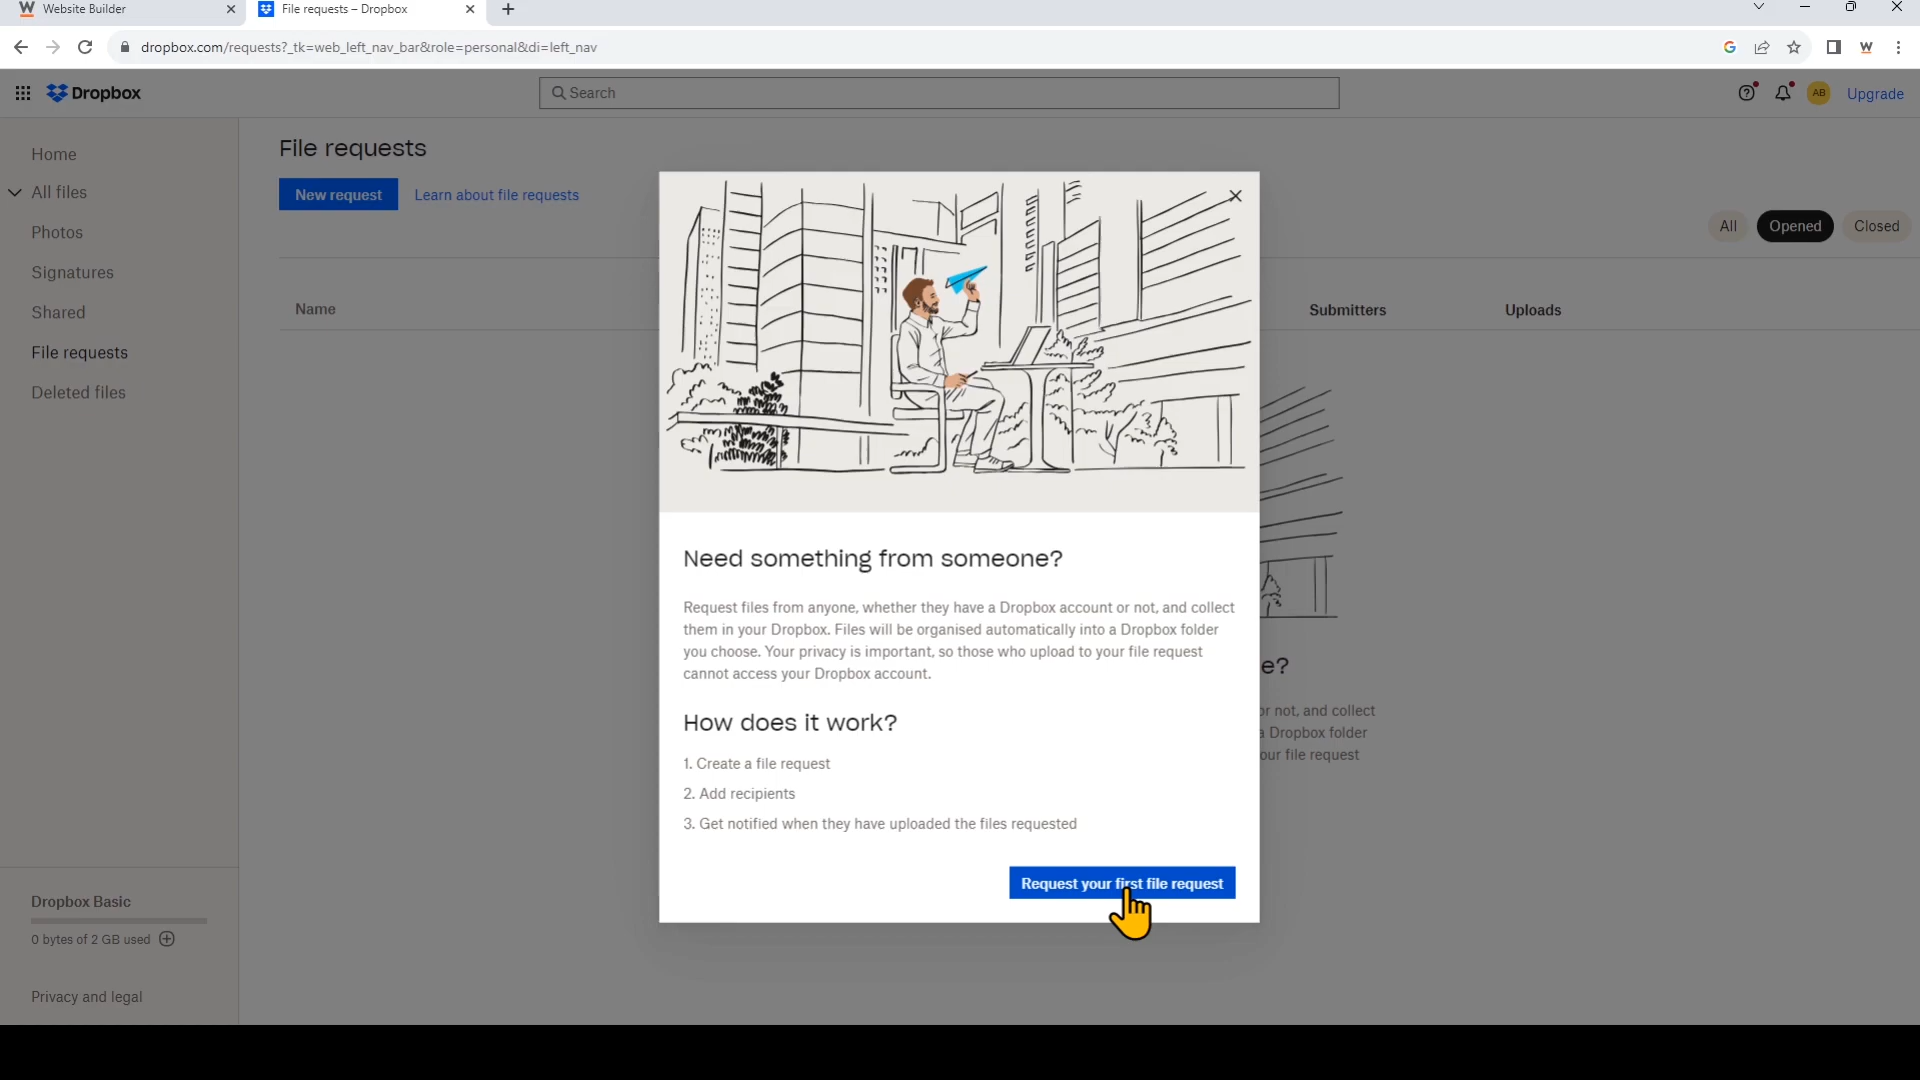 Website Builder
File requests – Dropbox
dropbox.com/requests?_tk=web_left_nav_bar&role=personal&di=left_nav
W
Dropbox
Search
AB
Upgrade
Home
All files
Photos
Signatures
Shared
File requests
Deleted files
Dropbox Basic
0 bytes of 2 GB used
Privacy and legal
File requests
New request
Learn about file requests
All
Opened
Closed
Name
Submitters
Uploads
Need something from someone?
Request files from anyone, whether they have a Dropbox account or not, and collect
them in your Dropbox. Files will be organised automatically into a Dropbox folder
you choose. Your privacy is important, so those who upload to your file request
cannot access your Dropbox account.
How does it work?
1. Create a file request
2. Add recipients
3. Get notified when they have uploaded the files requested
Request your first file request
e?
or not, and collect
a Dropbox folder
our file request